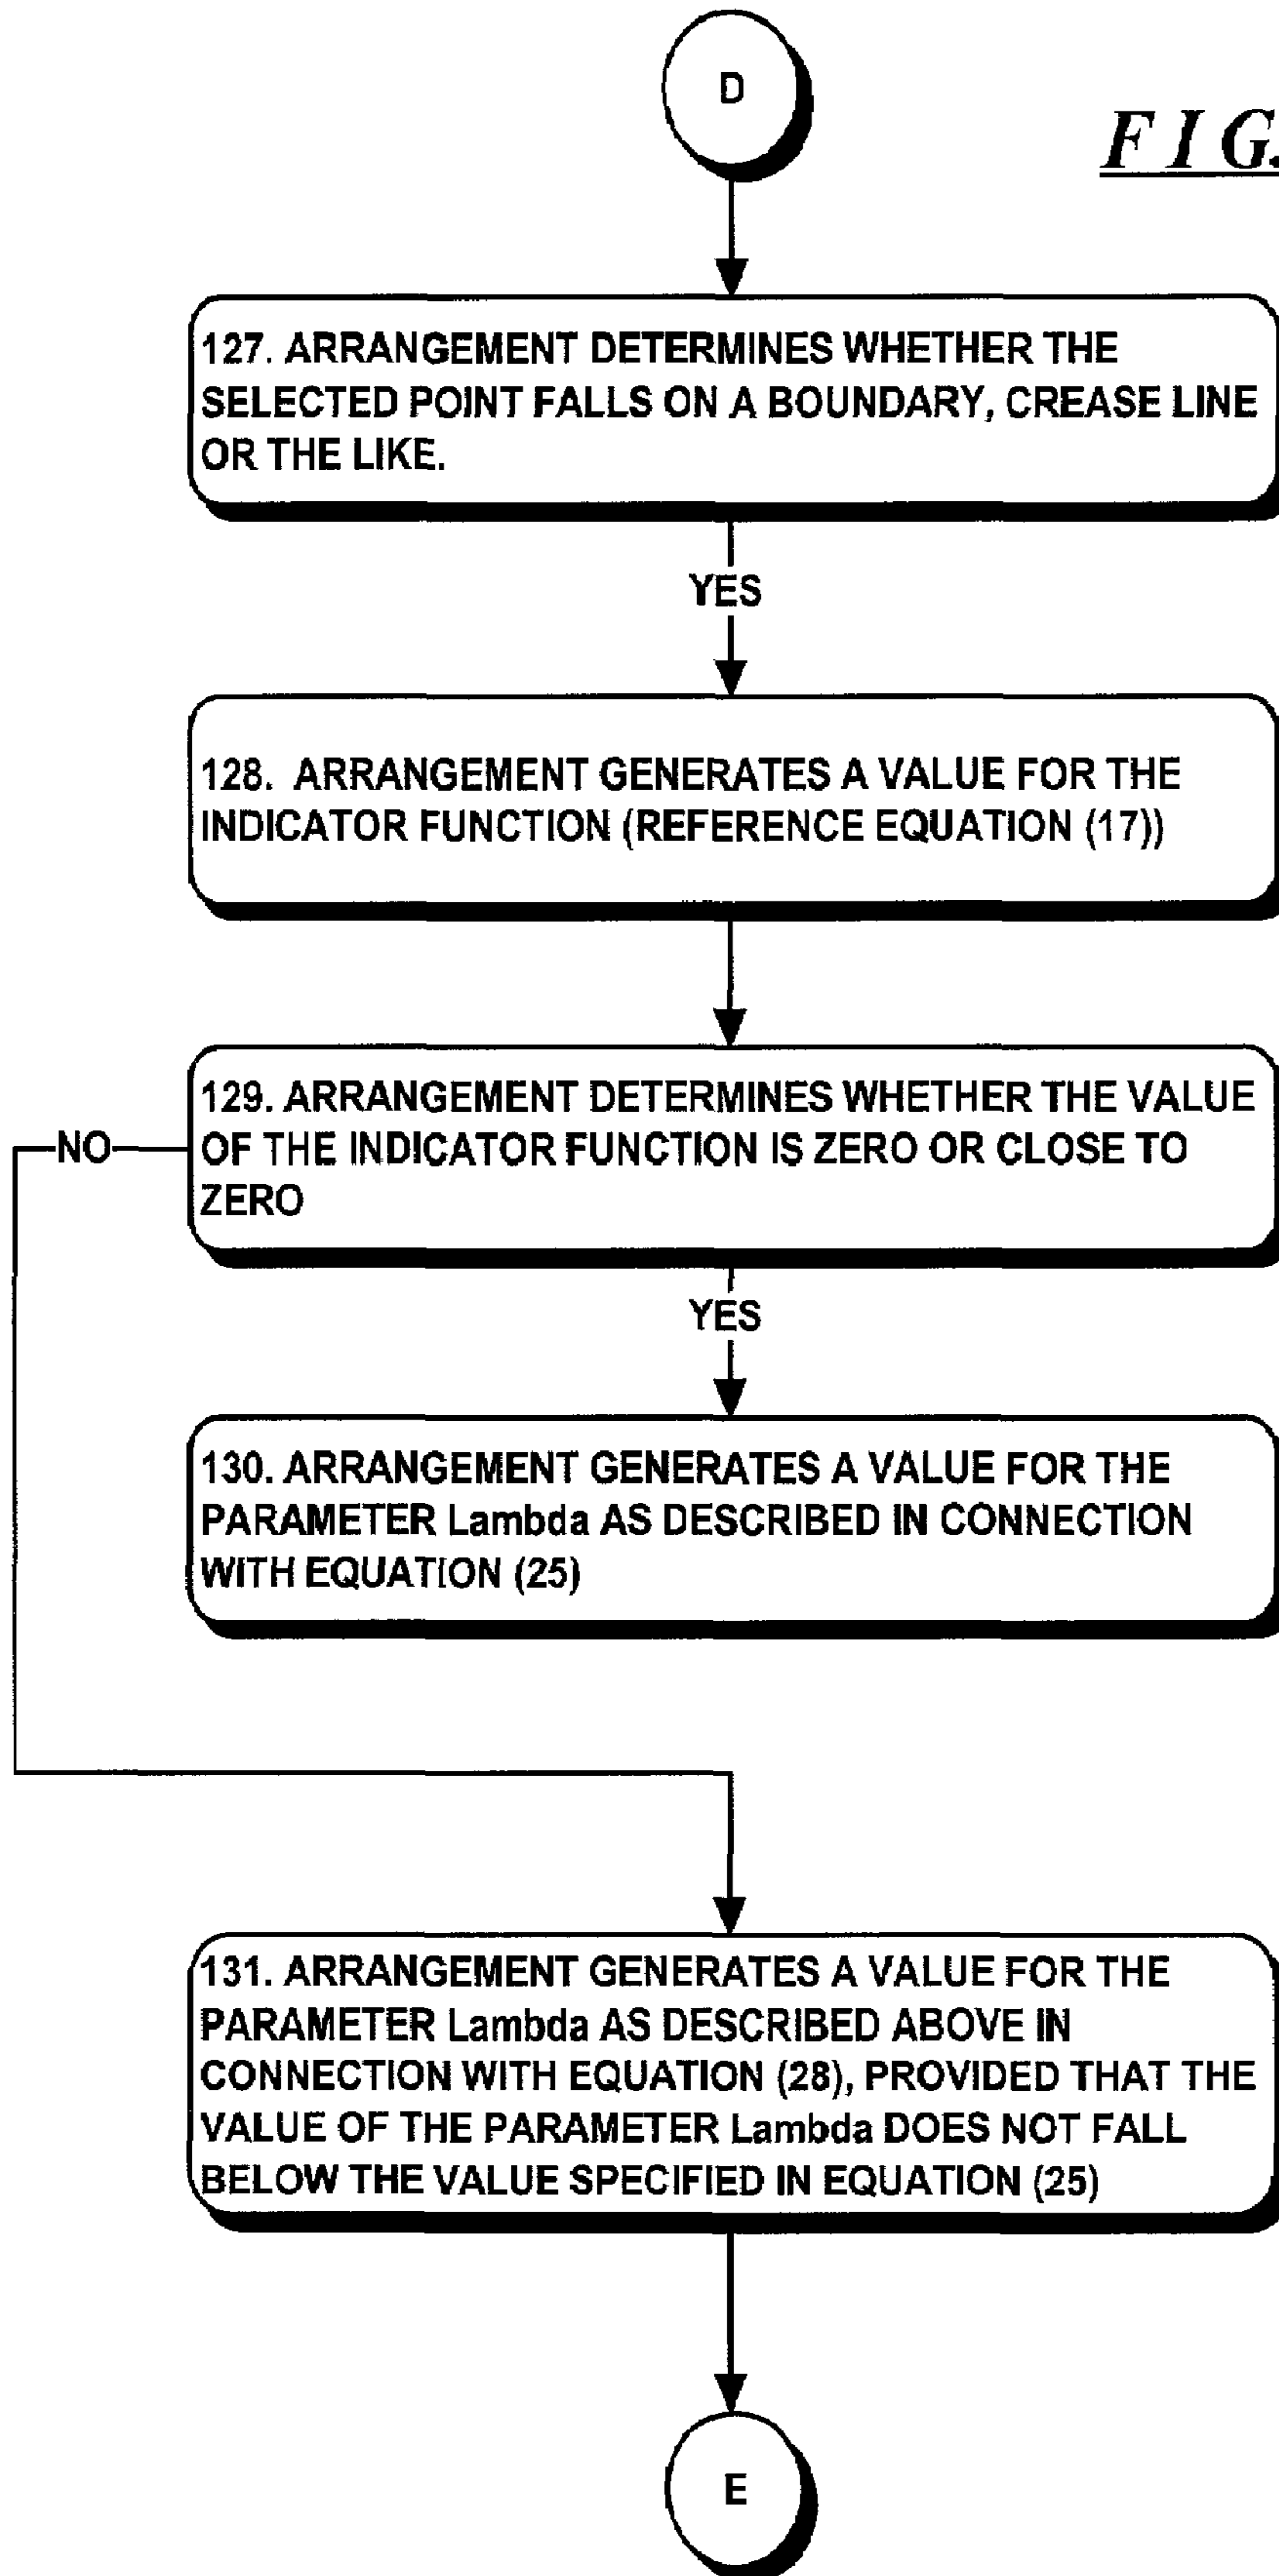 D
F I G.
127. ARRANGEMENT DETERMINES WHETHER THE
SELECTED POINT FALLS ON A BOUNDARY, CREASE LINE
OR THE LIKE.
YES
128. ARRANGEMENT GENERATES A VALUE FOR THE
INDICATOR FUNCTION (REFERENCE EQUATION (17))
129. ARRANGEMENT DETERMINES WHETHER THE VALUE
OF THE INDICATOR FUNCTION IS ZERO OR CLOSE TO
ZERO
NO
YES
130. ARRANGEMENT GENERATES A VALUE FOR THE
PARAMETER Lambda AS DESCRIBED IN CONNECTION
WITH EQUATION (25)
131. ARRANGEMENT GENERATES A VALUE FOR THE
PARAMETER Lambda AS DESCRIBED ABOVE IN
CONNECTION WITH EQUATION (28), PROVIDED THAT THE
VALUE OF THE PARAMETER Lambda DOES NOT FALL
BELOW THE VALUE SPECIFIED IN EQUATION (25)
E